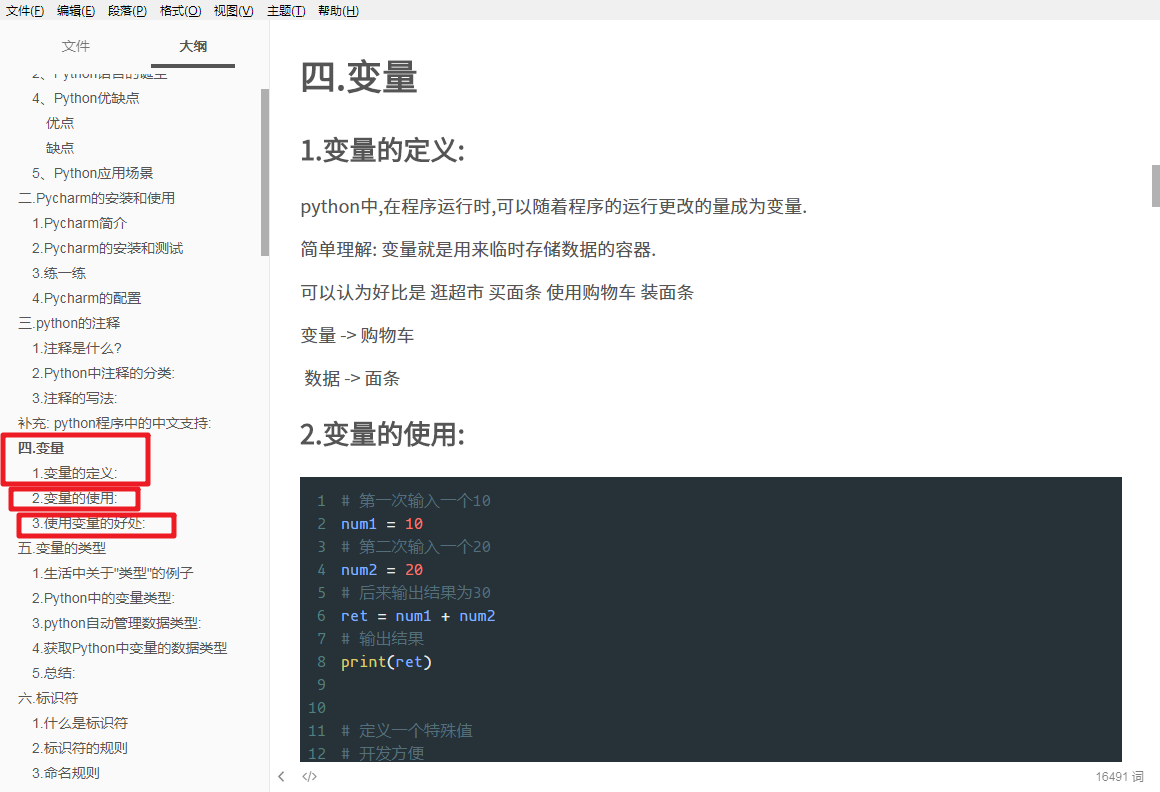 文件(F) 编辑(E) 段落(P) 格式(O) 视图(V) 主题(T) 帮助(H)
文件 大纲
4、Python优缺点
优点
缺点
5、Python应用场景
二.Pycharm的安装和使用
1.Pycharm简介
2.Pycharm的安装和测试
3.练一练
4.Pycharm的配置
三.python的注释
1.注释是什么?
2.Python中注释的分类:
3.注释的写法:
补充: python程序中的中文支持:
四.变量
1.变量的定义:
2.变量的使用:
3.使用变量的好处:
五.变量的类型
1.生活中关于"类型"的例子
2.Python中的变量类型:
3.python自动管理数据类型:
4.获取Python中变量的数据类型
5.总结:
六.标识符
1.什么是标识符
2.标识符的规则
3.命名规则
四.变量
1.变量的定义:
python中,在程序运行时,可以随着程序的运行更改的量成为变量.
简单理解: 变量就是用来临时存储数据的容器.
可以认为好比是 逛超市 买面条 使用购物车 装面条
变量 -> 购物车
数据 -> 面条
2.变量的使用:
1 # 第一次输入一个10
2 num1 = 10
3 # 第二次输入一个20
4 num2 = 20
5 # 后来输出结果为30
6 ret = num1 + num2
7 # 输出结果
8 print(ret)
9
10
11 # 定义一个特殊值
12 # 开发方便
< </> 16491 词